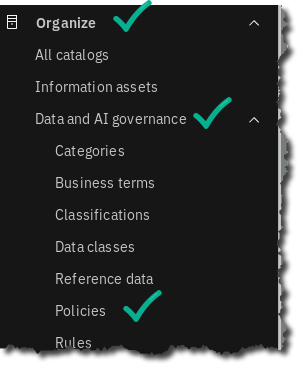 Organize
All catalogs
Information assets
Data and AI governance
Categories
Business terms
Classifications
Data classes
Reference data
Policies
Rules